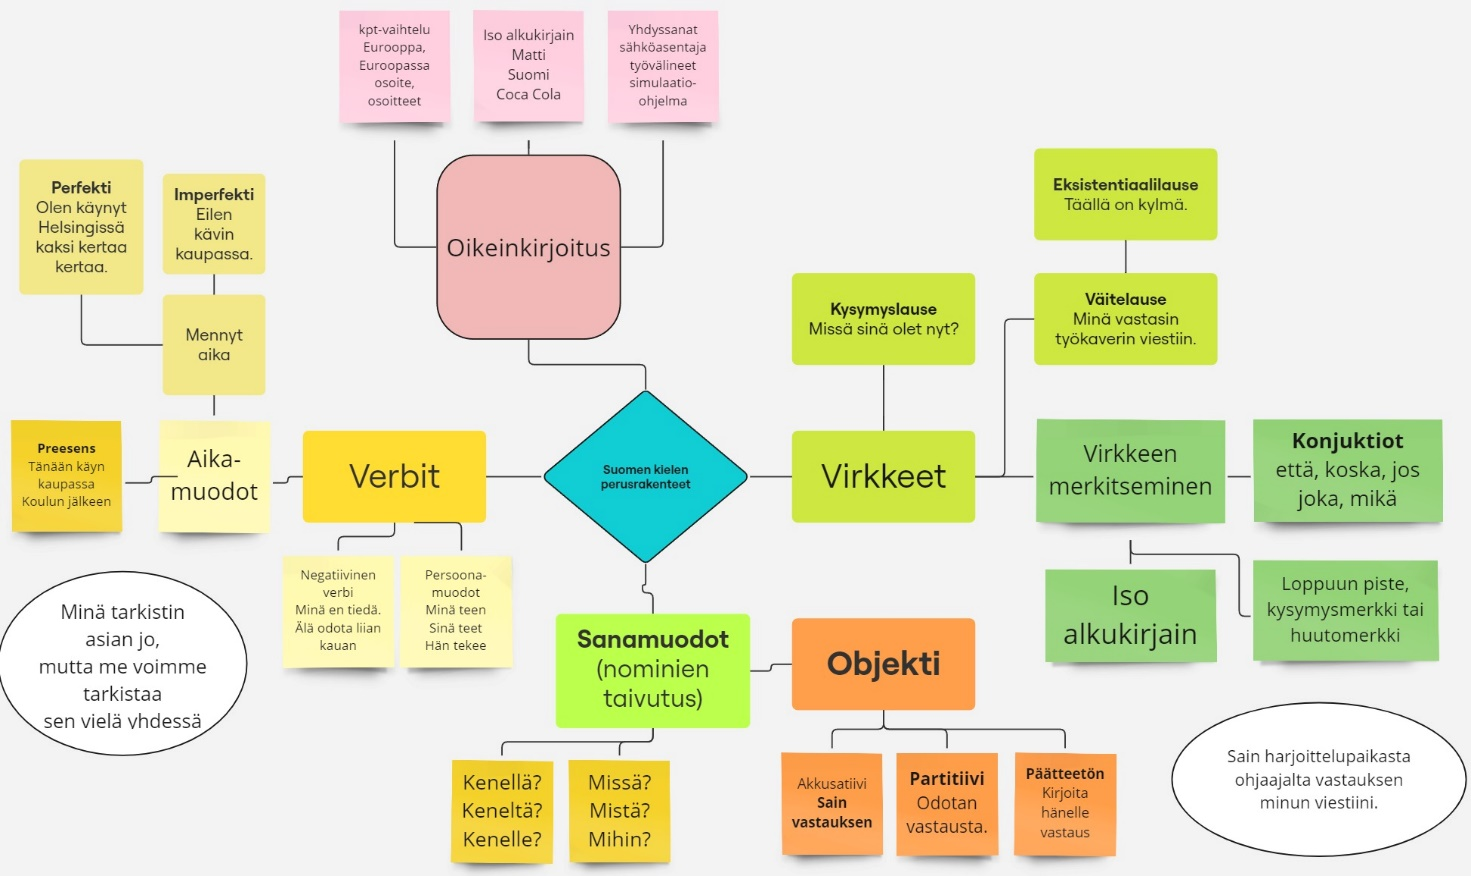 kpt-vaihtelu
Eurooppa,
Euroopassa
osoite,
osoitteet
Iso alkukirjain
Matti
Suomi
Coca Cola
Yhdyssanat
sähköasentaja
työvälineet
simulaatio-
ohjelma
Oikeinkirjoitus
Perfekti
Olen käynyt
Helsingissä
kaksi kertaa
kertaa.
Imperfekti
Eilen
kävin
kaupassa.
Mennyt
aika
Preesens
Tänään käyn
kaupassa
Koulun jälkeen
Aika-
muodot
Verbit
Negatiivinen
verbi
Minä en tiedä.
Älä odota liian
kauan
Persoona-
muodot
Minä teen
Sinä teet
Hän tekee
Suomen kielen
perusrakenteet
Eksistentiaalilause
Täällä on kylmä.
Kysymyslause
Missä sinä olet nyt?
Väitelause
Minä vastasin
työkaverin viestiin.
Virkkeet
Virkkeen
merkitseminen
Konjuktiot
että, koska, jos
joka, mikä
Iso
alkukirjain
Loppuun piste,
kysymysmerkki tai
huutomerkki
Minä tarkistin
asian jo,
mutta me voimme
tarkistaa
sen vielä yhdessä
Sanamuodot
(nominien
taivutus)
Objekti
Kenellä?
Keneltä?
Kenelle?
Missä?
Mistä?
Mihin?
Akkusatiivi
Sain
vastauksen
Partitiivi
Odotan
vastausta.
Päätteetön
Kirjoita
hänelle
vastaus
Sain harjoittelupaikasta
ohjaajalta vastauksen
minun viestiini.